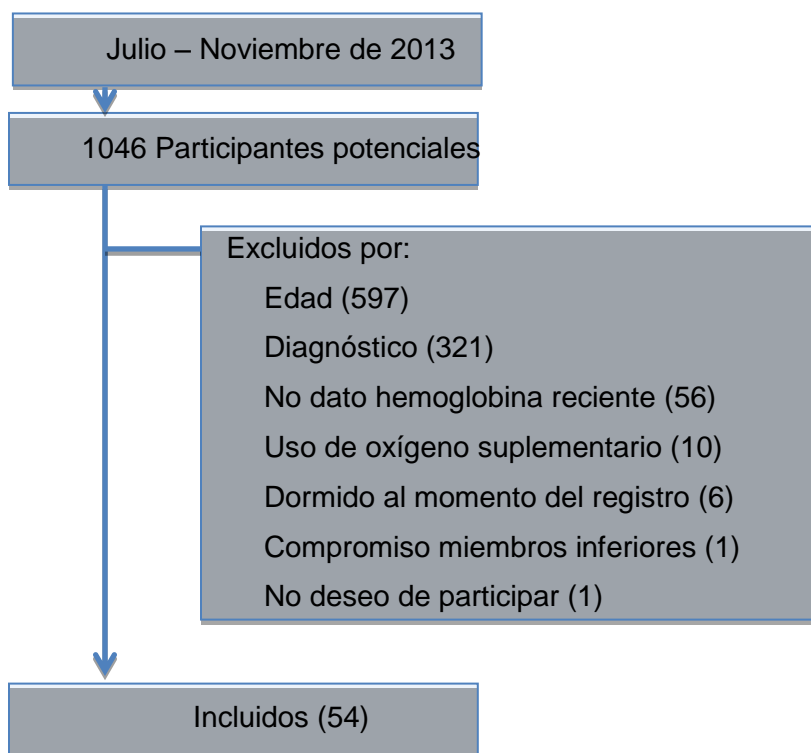 Julio – Noviembre de 2013
1046 Participantes potenciales
Excluidos por:
Edad (597)
Diagnóstico (321)
No dato hemoglobina reciente (56)
Uso de oxígeno suplementario (10)
Dormido al momento del registro (6)
Compromiso miembros inferiores (1)
No deseo de participar (1)
Incluidos (54)